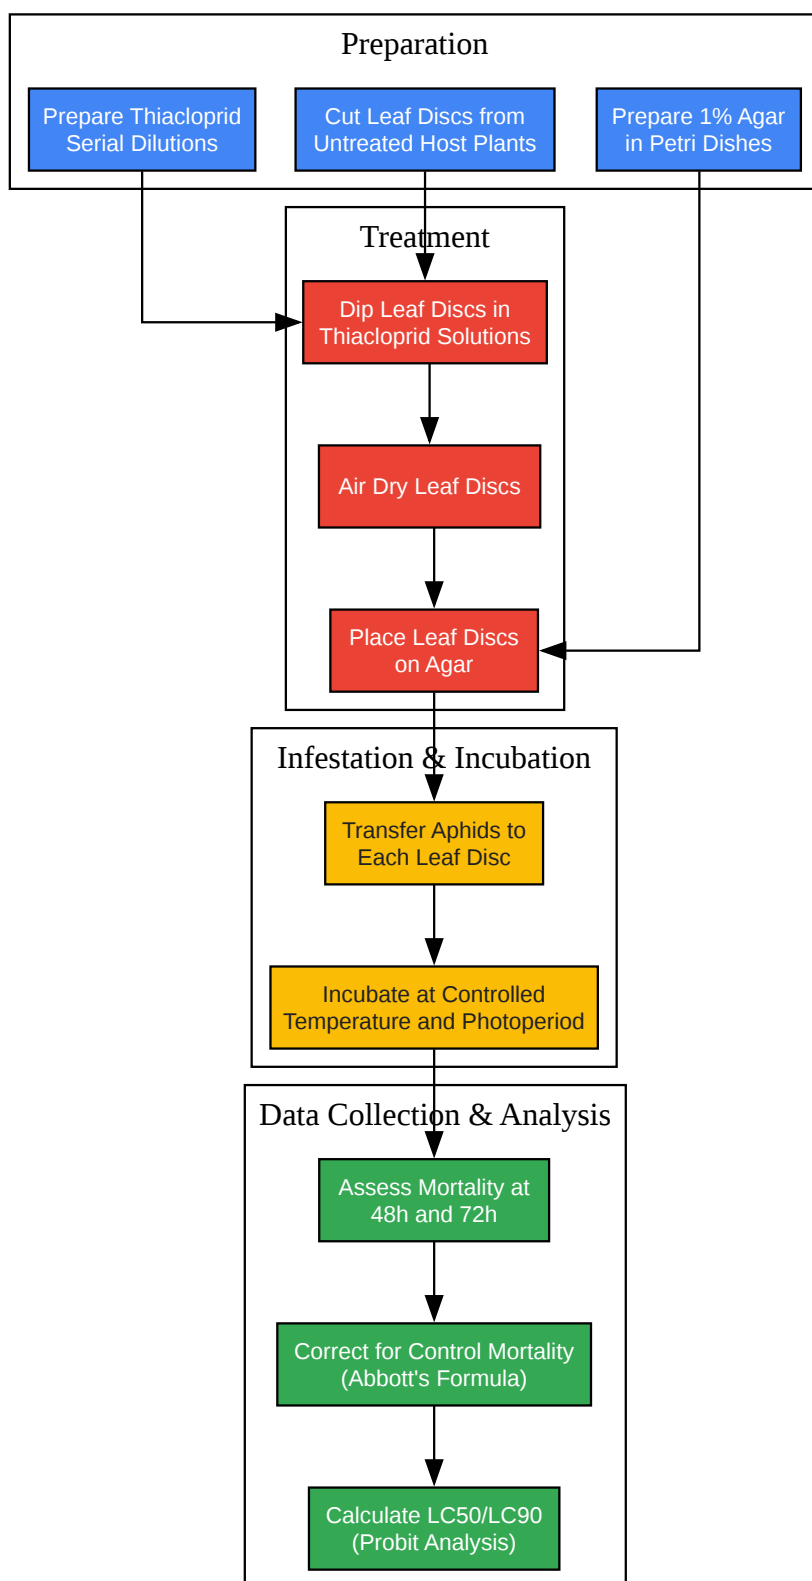 Preparation
Prepare Thiacloprid
Serial Dilutions
Cut Leaf Discs from
Untreated Host Plants
Prepare 1% Agar
in Petri Dishes
Treatment
Dip Leaf Discs in
Thiacloprid Solutions
Air Dry Leaf Discs
Place Leaf Discs
on Agar
Infestation & Incubation
Transfer Aphids to
Each Leaf Disc
Incubate at Controlled
Temperature and Photoperiod
Data Collection & Analysis
Assess Mortality at
48h and 72h
Correct for Control Mortality
(Abbott's Formula)
Calculate LC50/LC90
(Probit Analysis)